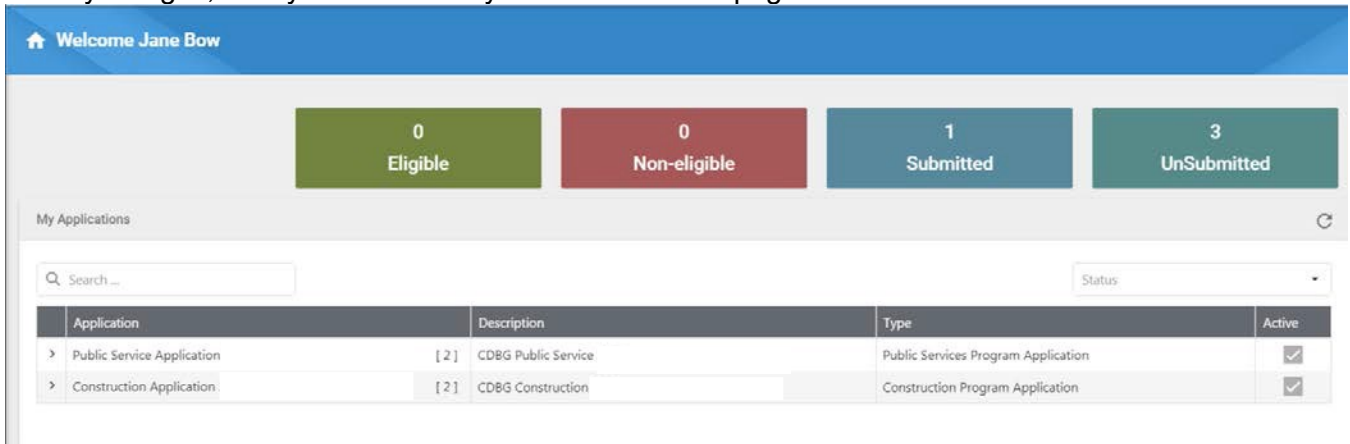 Welcome Jane Bow
0
Eligible
0
Non-eligible
1
Submitted
3
UnSubmitted
My Applications
Search ...
Status
Application Description Type Active
Public Service Application [ 2 ] CDBG Public Service Public Services Program Application
Construction Application [ 2 ] CDBG Construction Construction Program Application